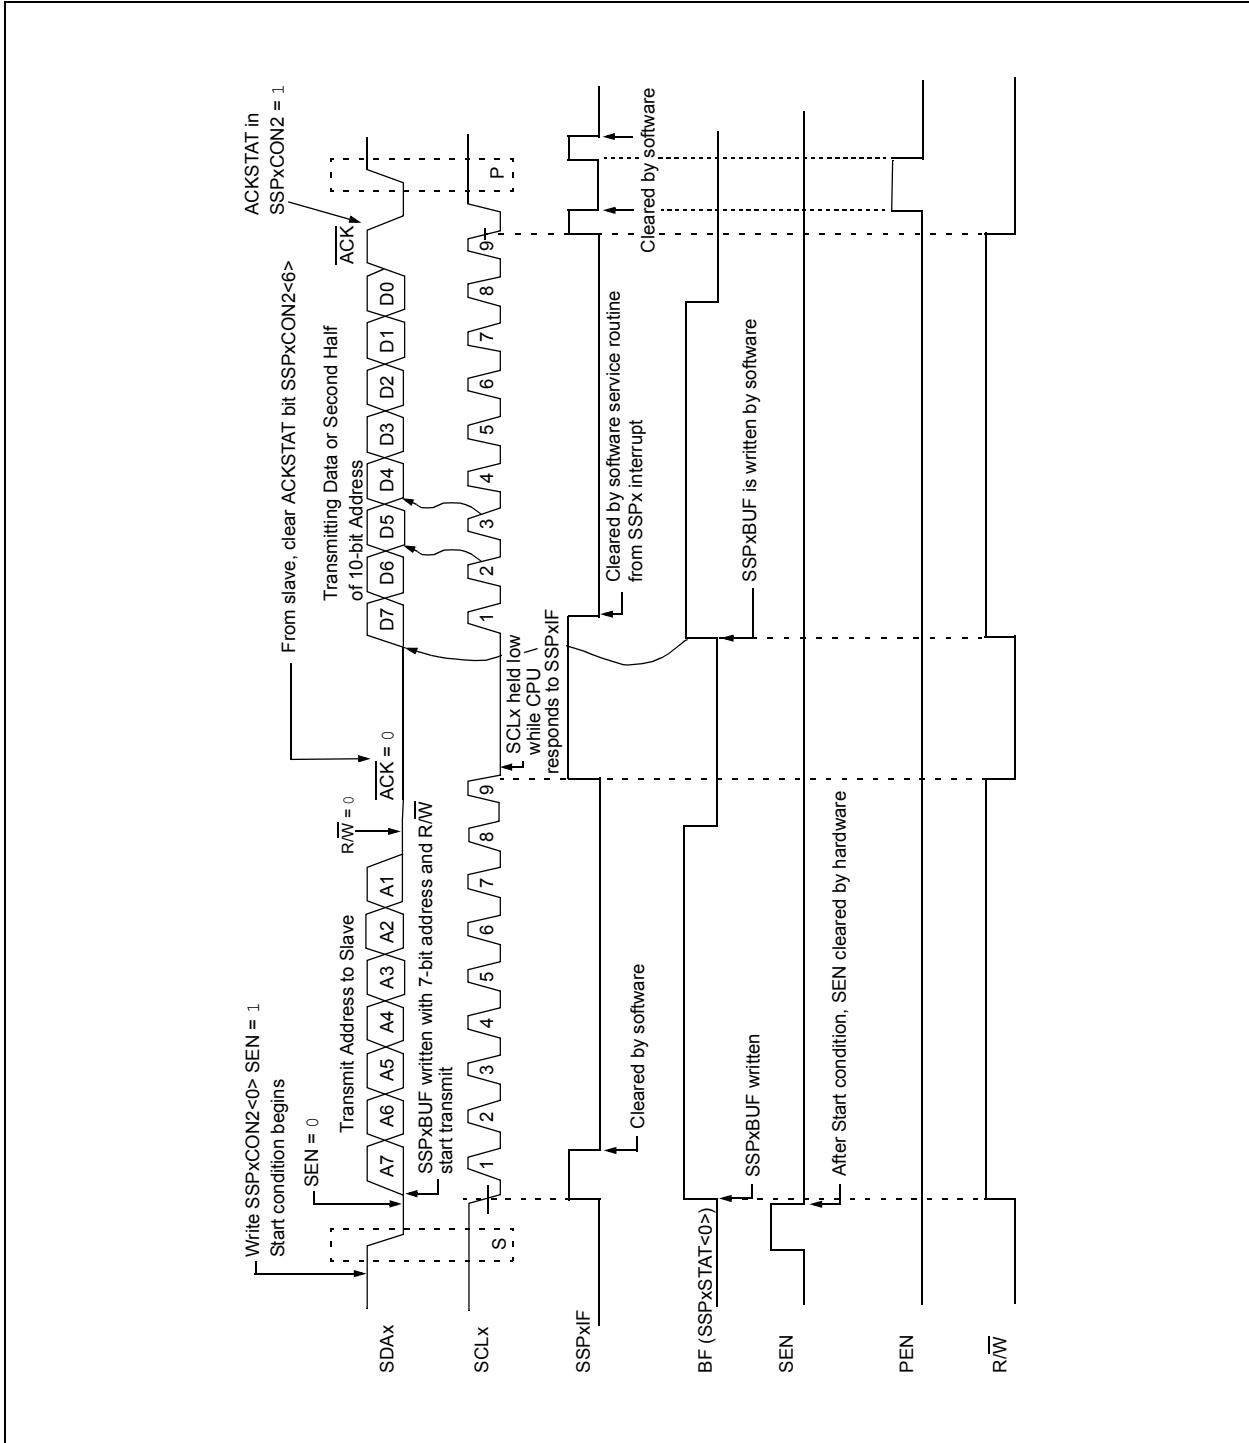 Write SSPxCON2<0> SEN = 1
Start condition begins
SEN = 0
From slave, clear ACKSTAT bit SSPxCON2<6>
ACKSTAT in
SSPxCON2 = 1
Transmit Address to Slave
R/W = 0
ACK = 0
Transmitting Data or Second Half
of 10-bit Address
ACK
SDAx
A7 A6 A5 A4 A3 A2 A1
D7 D6 D5 D4 D3 D2 D1 D0
SSPxBUF written with 7-bit address and R/W
start transmit
SCLx
S
1 2 3 4 5 6 7 8 9
1 2 3 4 5 6 7 8 9
P
SCLx held low
while CPU
responds to SSPxIF
SSPxIF
Cleared by software
Cleared by software service routine
from SSPx interrupt
Cleared by software
Cleared by software
BF (SSPxSTAT<0>)
SSPxBUF written
SSPxBUF is written by software
SEN
After Start condition, SEN cleared by hardware
PEN
R/W